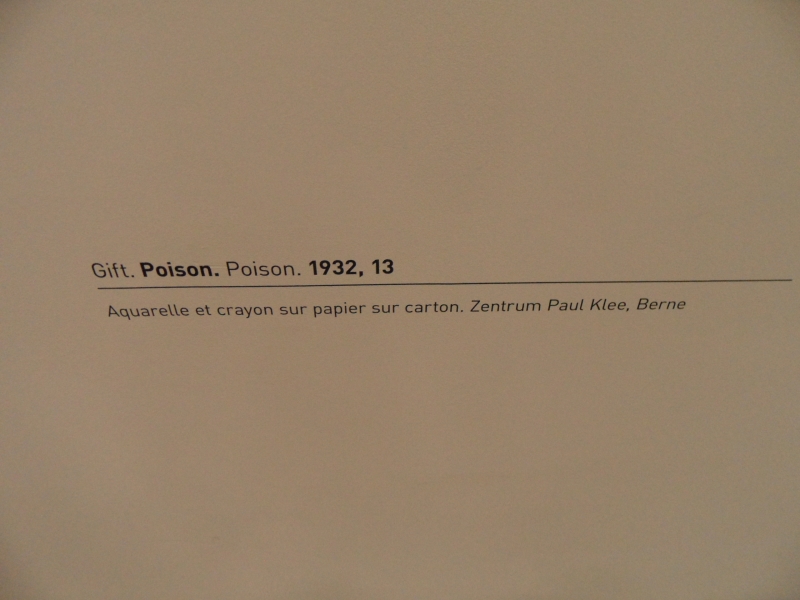 Gift. Poison. Poison. 1932, 13
Aquarelle et crayon sur papier sur carton. Zentrum Paul Klee, Berne